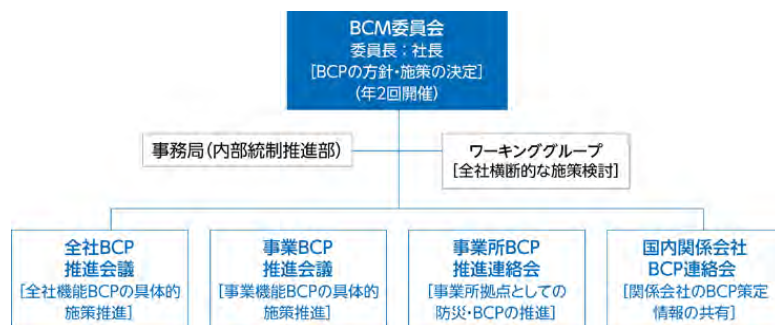 BCM委員会
委員長：社長
[BCPの方針・施策の決定]
(年2回開催)
事務局(内部統制推進部)
ワーキンググループ
[全社横断的な施策検討]
全社BCP
推進会議
[全社機能BCPの具体的
施策推進]
事業BCP
推進会議
[事業機能BCPの具体的
施策推進]
事業所BCP
推進連絡会
[事業所拠点としての
防災・BCPの推進]
国内関係会社
BCP連絡会
[関係会社のBCP策定
情報の共有]